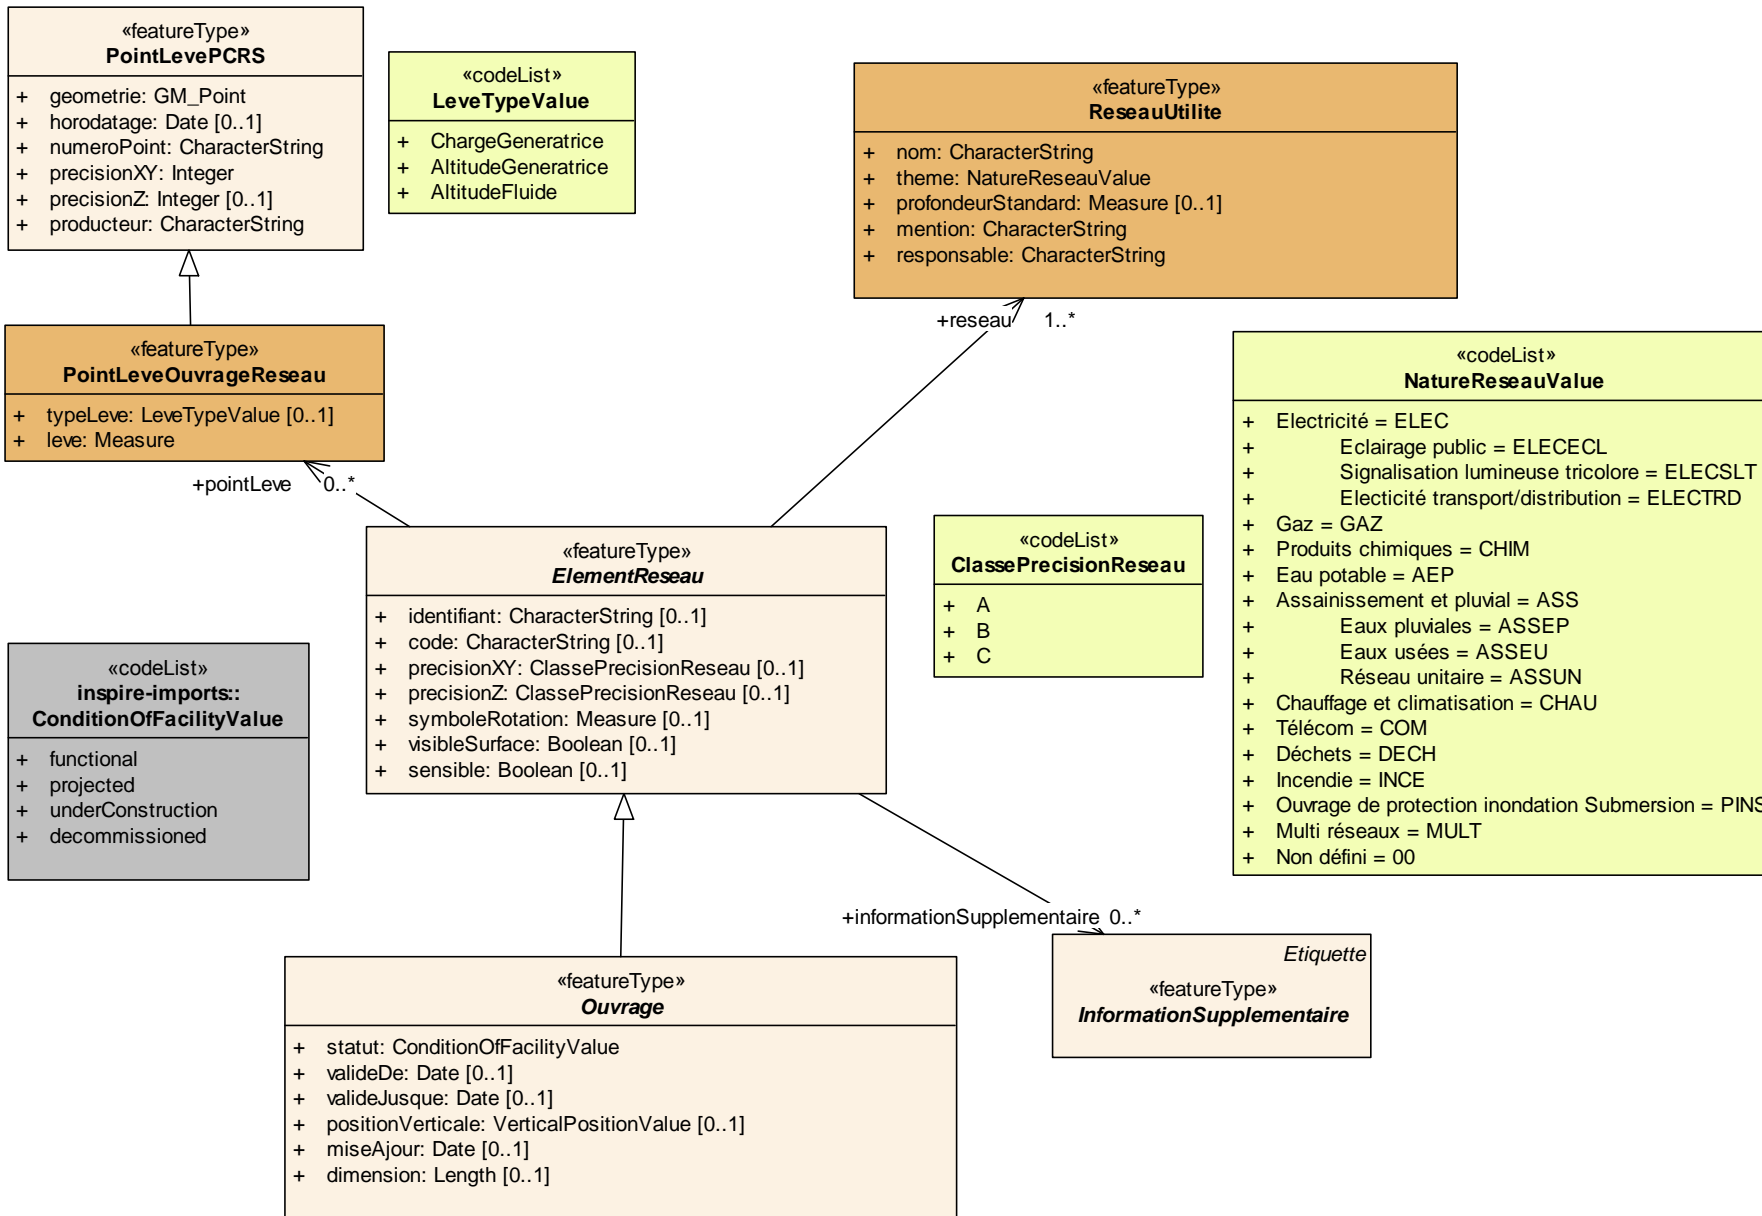 «featureType»
PointLevePCRS
+ geometrie: GM_Point
+ horodatage: Date [0..1]
+ numeroPoint: CharacterString
+ precisionXY: Integer
+ precisionZ: Integer [0..1]
+ producteur: CharacterString
«codeList»
LeveTypeValue
+ ChargeGeneratrice
+ AltitudeGeneratrice
+ AltitudeFluide
«featureType»
ReseauUtilite
+ nom: CharacterString
+ theme: NatureReseauValue
+ profondeurStandard: Measure [0..1]
+ mention: CharacterString
+ responsable: CharacterString
+reseau 1..*
«featureType»
PointLeveOuvrageReseau
+ typeLeve: LeveTypeValue [0..1]
+ leve: Measure
+pointLeve 0..*
«codeList»
NatureReseauValue
+ Electricité = ELEC
+ Eclairage public = ELECECL
+ Signalisation lumineuse tricolore = ELECSLT
+ Electicité transport/distribution = ELECTRD
+ Gaz = GAZ
+ Produits chimiques = CHIM
+ Eau potable = AEP
+ Assainissement et pluvial = ASS
+ Eaux pluviales = ASSEP
+ Eaux usées = ASSEU
+ Réseau unitaire = ASSUN
+ Chauffage et climatisation = CHAU
+ Télécom = COM
+ Déchets = DECH
+ Incendie = INCE
+ Ouvrage de protection inondation Submersion = PINS
+ Multi réseaux = MULT
+ Non défini = 00
«featureType»
ElementReseau
+ identifiant: CharacterString [0..1]
+ code: CharacterString [0..1]
+ precisionXY: ClassePrecisionReseau [0..1]
+ precisionZ: ClassePrecisionReseau [0..1]
+ symboleRotation: Measure [0..1]
+ visibleSurface: Boolean [0..1]
+ sensible: Boolean [0..1]
«codeList»
ClassePrecisionReseau
+ A
+ B
+ C
«codeList»
inspire-imports::
ConditionOfFacilityValue
+ functional
+ projected
+ underConstruction
+ decommissioned
+informationSupplementaire 0..*
Etiquette
«featureType»
InformationSupplementaire
«featureType»
Ouvrage
+ statut: ConditionOfFacilityValue
+ valideDe: Date [0..1]
+ valideJusque: Date [0..1]
+ positionVerticale: VerticalPositionValue [0..1]
+ miseAjour: Date [0..1]
+ dimension: Length [0..1]